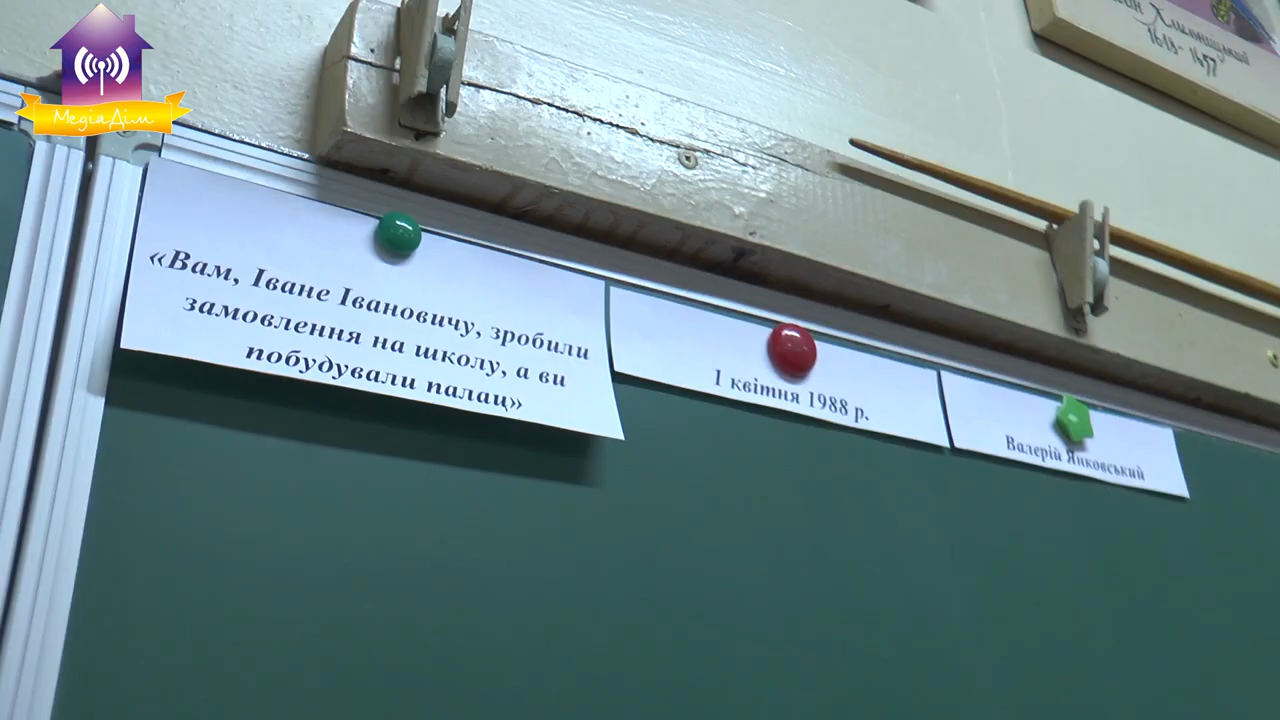 МедіаДім
«Вам, Іване Івановичу, зробили
замовлення на школу, а ви
побудували палац»
1 квітня 1988 р.
Валерій Янковський